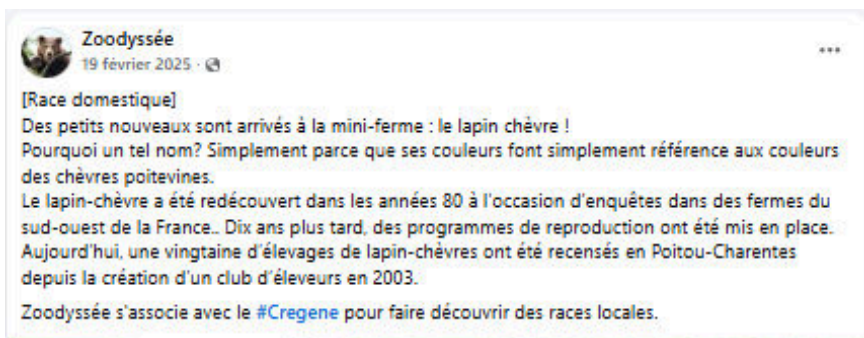 Zoodyssée
19 février 2025 ·
[Race domestique]
Des petits nouveaux sont arrivés à la mini-ferme : le lapin chèvre !
Pourquoi un tel nom? Simplement parce que ses couleurs font simplement référence aux couleurs
des chèvres poitevines.
Le lapin-chèvre a été redécouvert dans les années 80 à l'occasion d'enquêtes dans des fermes du
sud-ouest de la France.. Dix ans plus tard, des programmes de reproduction ont été mis en place.
Aujourd'hui, une vingtaine d'élevages de lapin-chèvres ont été recensés en Poitou-Charentes
depuis la création d'un club d'éleveurs en 2003.
Zoodyssée s'associe avec le #Cregene pour faire découvrir des races locales.